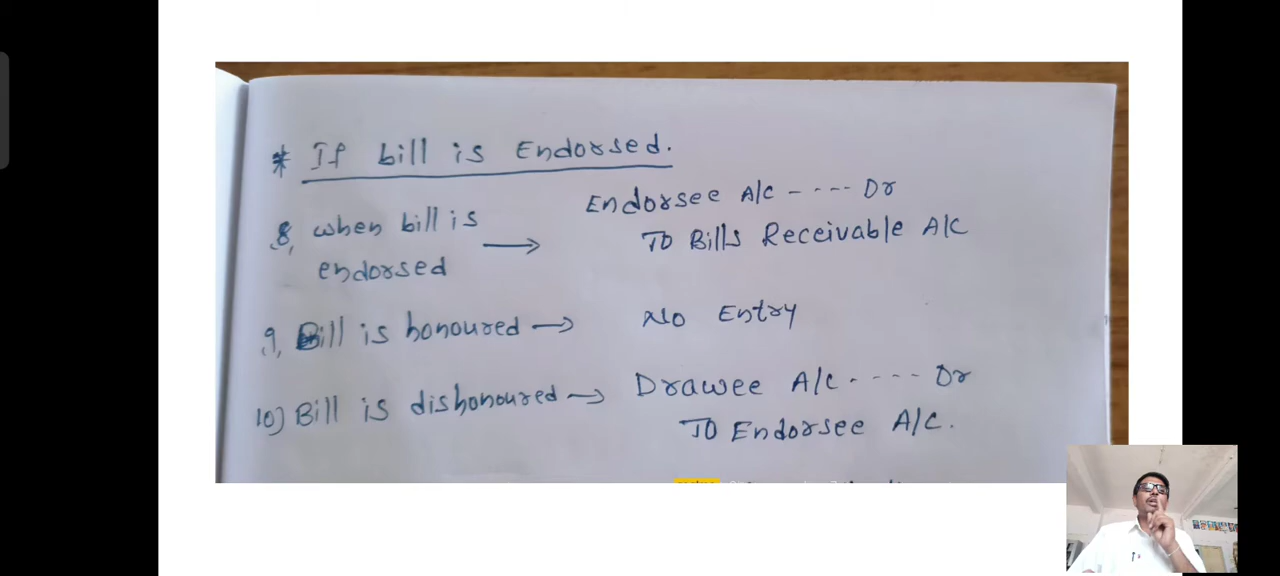 * If bill is Endorsed.
8, when bill is endorsed → Endorsee A/c ----- Dr
To Bills Receivable A/c
9, Bill is honoured → No Entry
10) Bill is dishonoured → Drawee A/c ----- Dr
To Endorsee A/c.